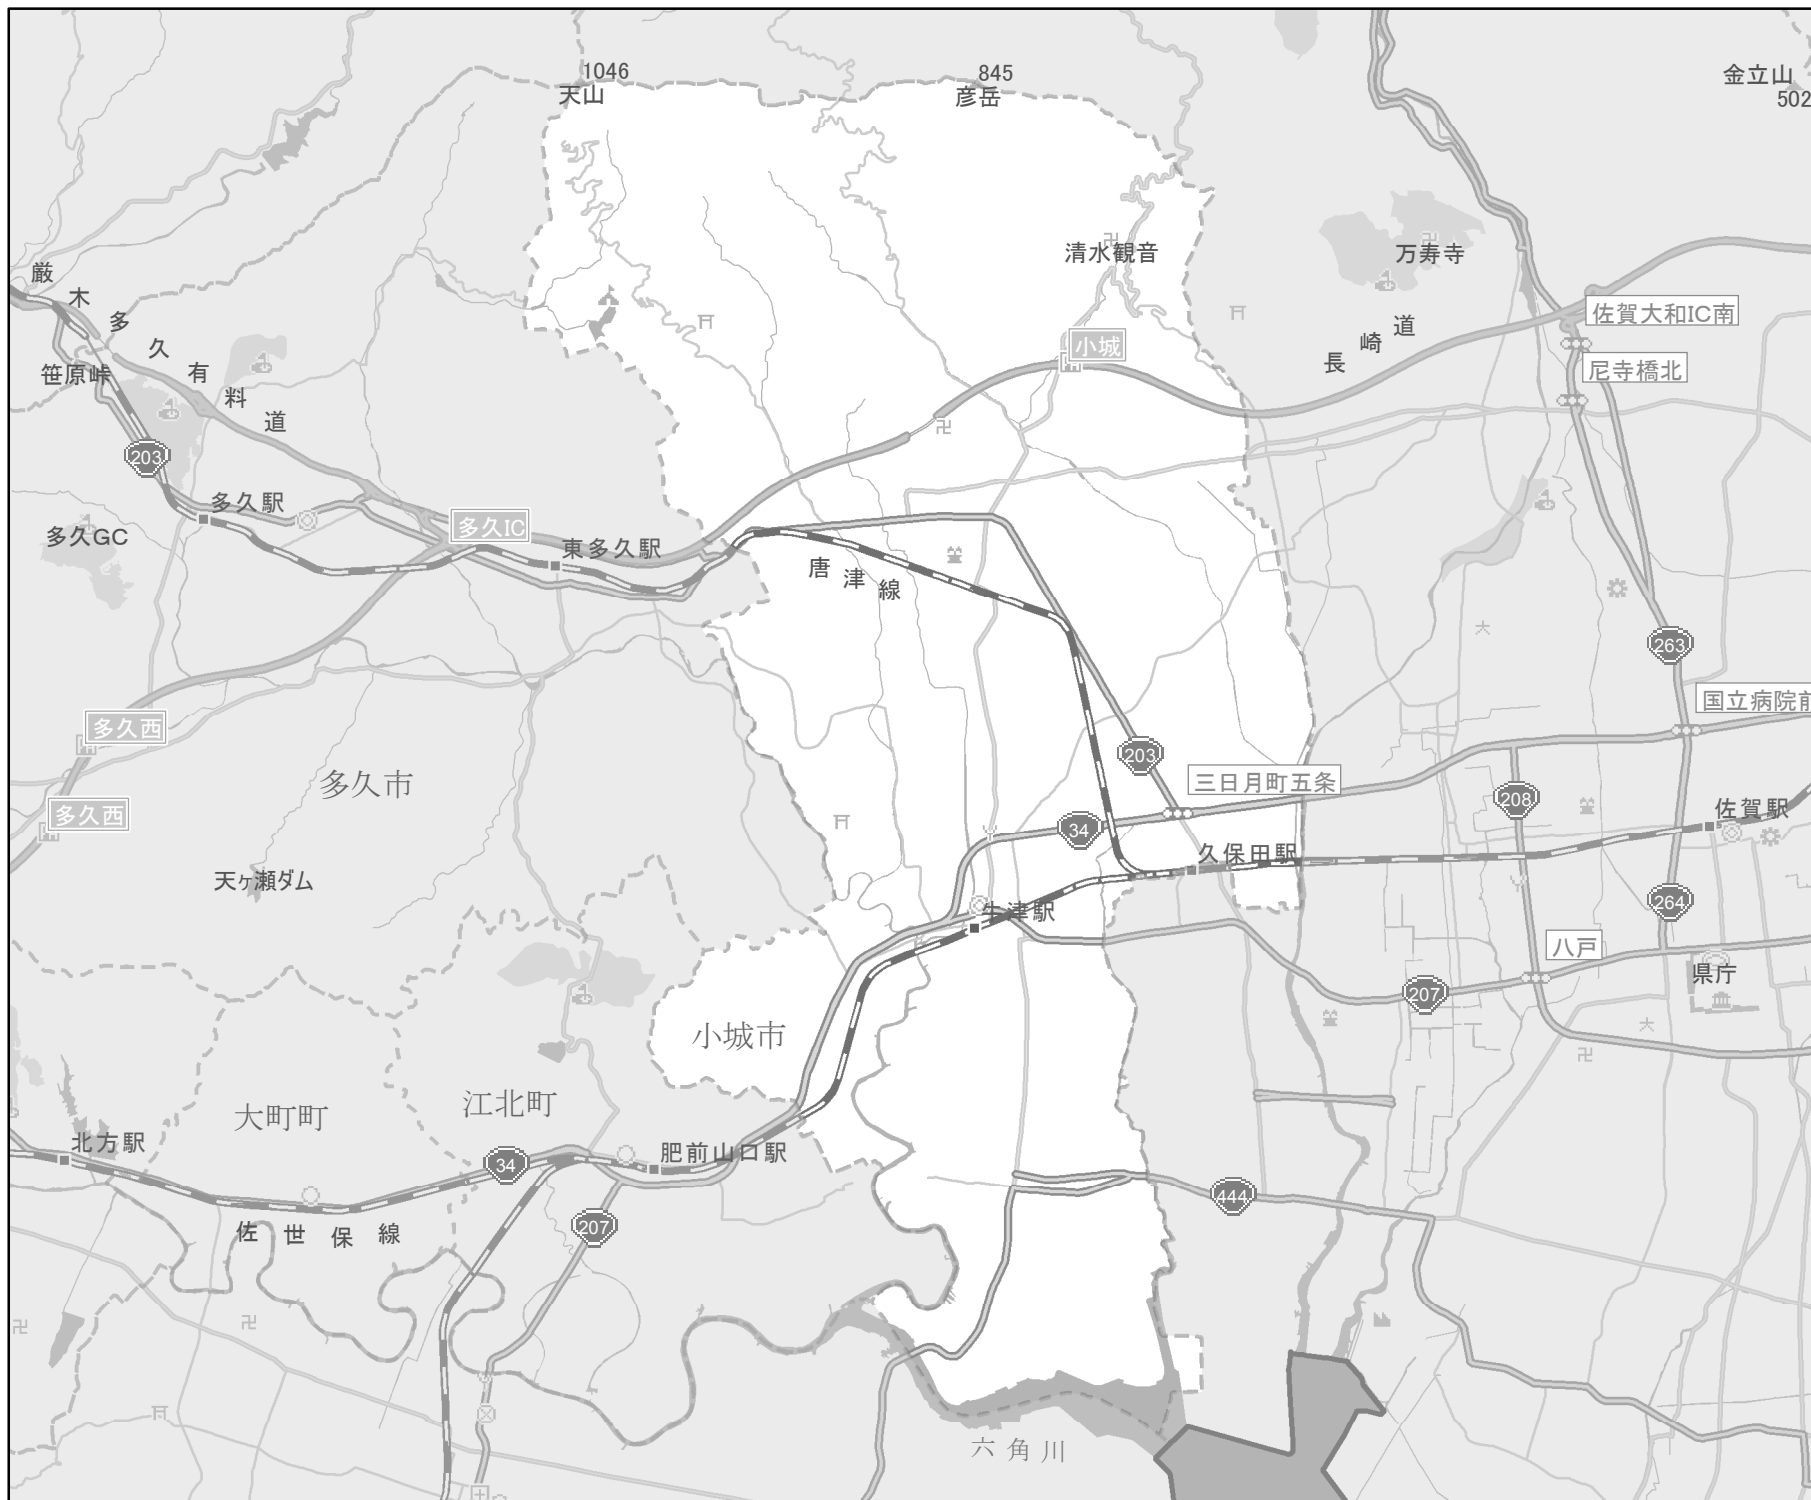 1046
天山
845
彦岳
金立山
502
清水観音
万寿寺
厳木多久有料道
佐賀大和IC南
長崎道
小城
尼寺橋北
笹原峠
203
多久駅
多久GC
多久IC
東多久駅
唐津線
263
国立病院前
多久西
203
三日月町五条
多久市
208
多久西
34
佐賀駅
久保田駅
天ヶ瀬ダム
264
牛津駅
八戸
県庁
207
小城市
江北町
大町町
北方駅
肥前山口駅
34
444
207
佐世保線
六角川